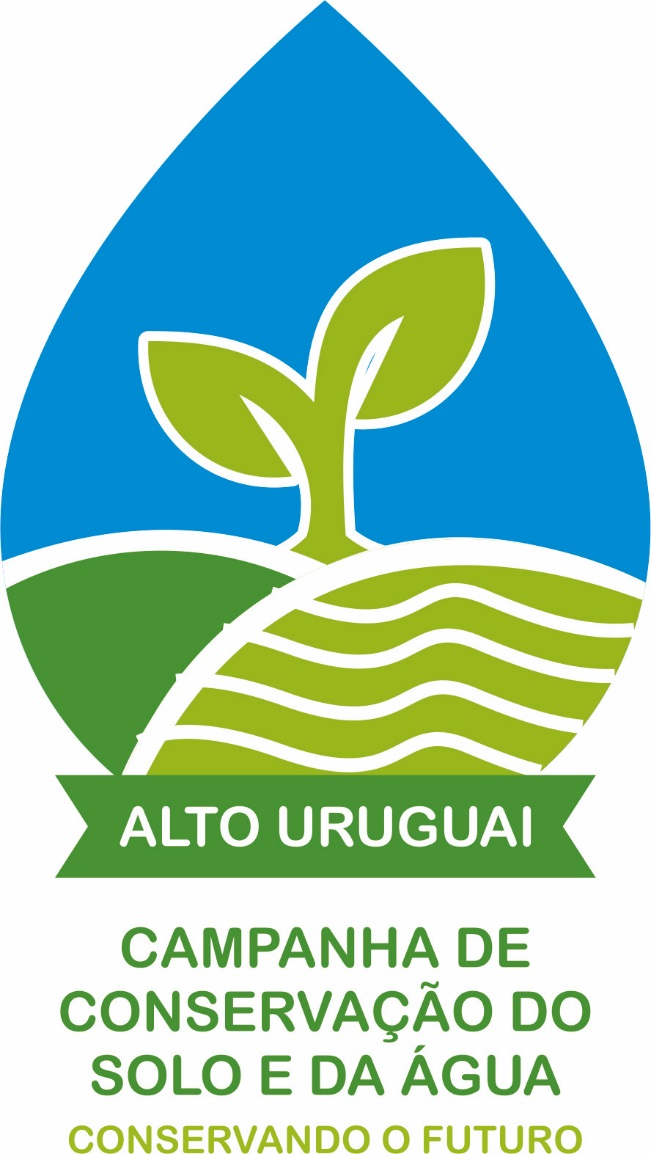 ALTO URUGUAI
CAMPANHA DE
CONSERVAÇÃO DO
SOLO E DA ÁGUA
CONSERVANDO O FUTURO